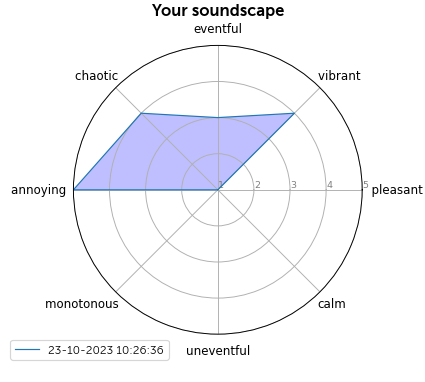 Your soundscape
eventful
chaotic
vibrant
annoying
1
2
3
4
5
pleasant
monotonous
calm
uneventful
23-10-2023 10:26:36